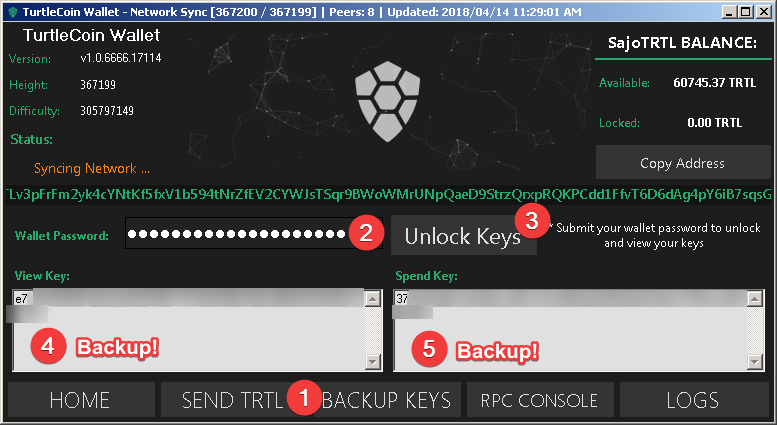 TurtleCoin Wallet - Network Sync [367200 / 367199] | Peers: 8 | Updated: 2018/04/14 11:29:01 AM
TurtleCoin Wallet
Version: v1.0.6666.17114
Height: 367199
Difficulty: 305797149
Status:
Syncing Network ...
SajoTRTL BALANCE:
Available: 60745.37 TRTL
Locked: 0.00 TRTL
Copy Address
TLv3pFrFm2yk4cYNtKf5fxV1b594tNrZfEV2CYWJsTSqr9BWoWMrUNpQaeD9StrzQrxpRQKPCdd1FfvT6D6dAg4pY6iB7sqsG
Wallet Password: 2 Unlock Keys 3
* Submit your wallet password to unlock
and view your keys
View Key: Spend Key:
e7 37
4 Backup! 5 Backup!
HOME SEND TRTL 1 BACKUP KEYS RPC CONSOLE LOGS